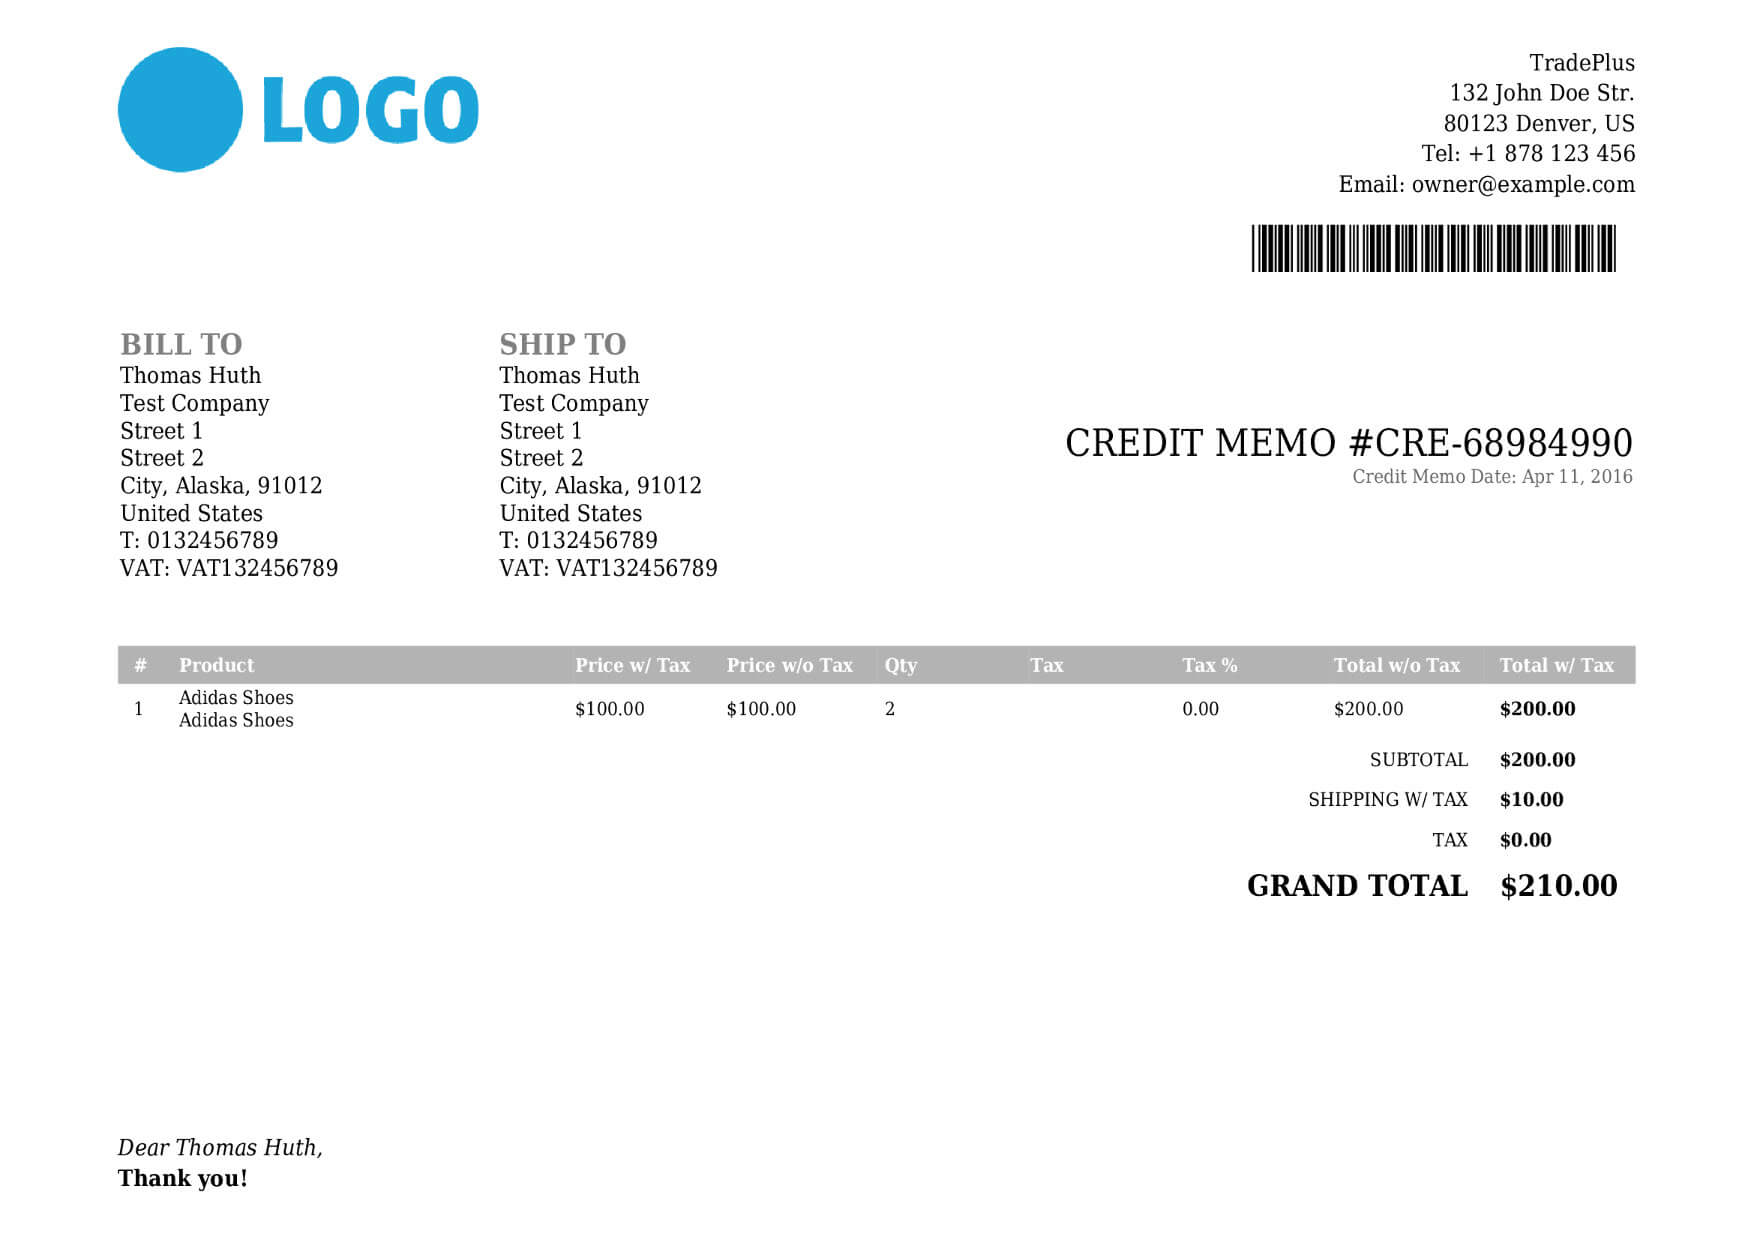 LOGO
TradePlus
132 John Doe Str.
80123 Denver, US
Tel: +1 878 123 456
Email: owner@example.com
BILL TO
Thomas Huth
Test Company
Street 1
Street 2
City, Alaska, 91012
United States
T: 0132456789
VAT: VAT132456789
SHIP TO
Thomas Huth
Test Company
Street 1
Street 2
City, Alaska, 91012
United States
T: 0132456789
VAT: VAT132456789
CREDIT MEMO #CRE-68984990
Credit Memo Date: Apr 11, 2016
# Product Price w/ Tax Price w/o Tax Qty Tax Tax % Total w/o Tax Total w/ Tax
1 Adidas Shoes $100.00 $100.00 2 0.00 $200.00 $200.00
Adidas Shoes
SUBTOTAL $200.00
SHIPPING W/ TAX $10.00
TAX $0.00
GRAND TOTAL $210.00
Dear Thomas Huth,
Thank you!